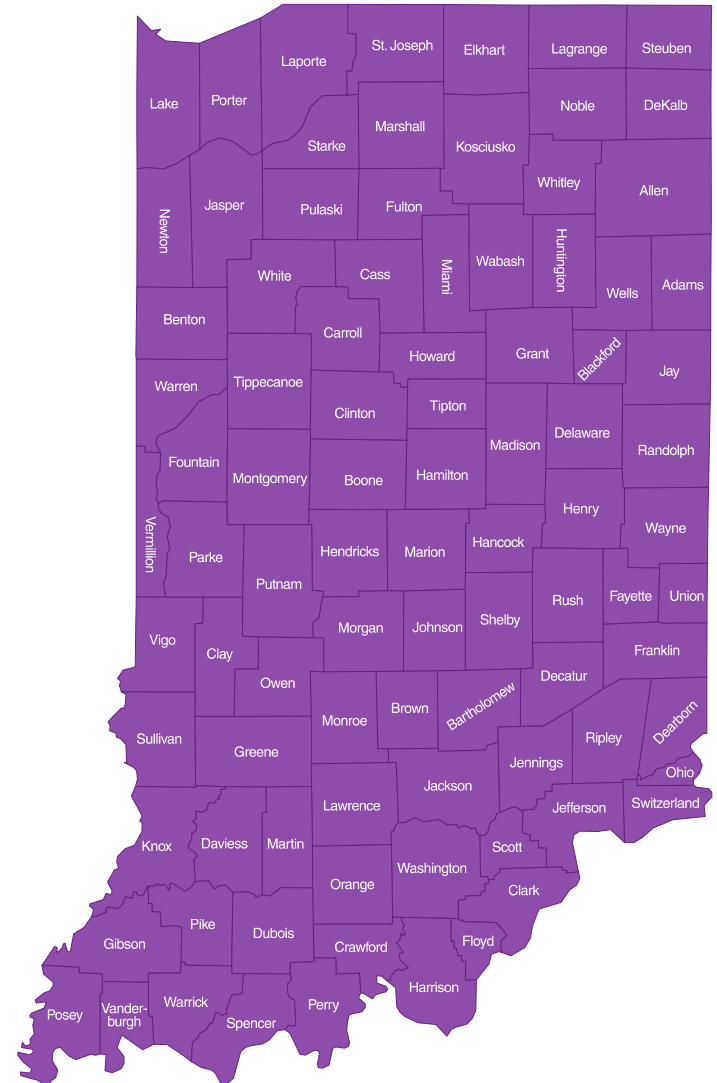 St. Joseph
Elkhart
Lagrange
Steuben
Laporte
Lake
Porter
Noble
DeKalb
Marshall
Starke
Kosciusko
Whitley
Allen
Newton
Jasper
Pulaski
Fulton
White
Cass
Miami
Wabash
Huntington
Wells
Adams
Benton
Carroll
Howard
Grant
Blackford
Jay
Warren
Tippecanoe
Clinton
Tipton
Madison
Delaware
Randolph
Fountain
Montgomery
Boone
Hamilton
Henry
Wayne
Vermillion
Parke
Putnam
Hendricks
Marion
Hancock
Rush
Fayette
Union
Vigo
Clay
Morgan
Johnson
Shelby
Franklin
Owen
Decatur
Sullivan
Greene
Monroe
Brown
Bartholomew
Jennings
Ripley
Dearborn
Ohio
Switzerland
Jackson
Lawrence
Jefferson
Knox
Daviess
Martin
Scott
Washington
Orange
Clark
Pike
Dubois
Gibson
Crawford
Floyd
Harrison
Posey
Vander-
burgh
Warrick
Spencer
Perry